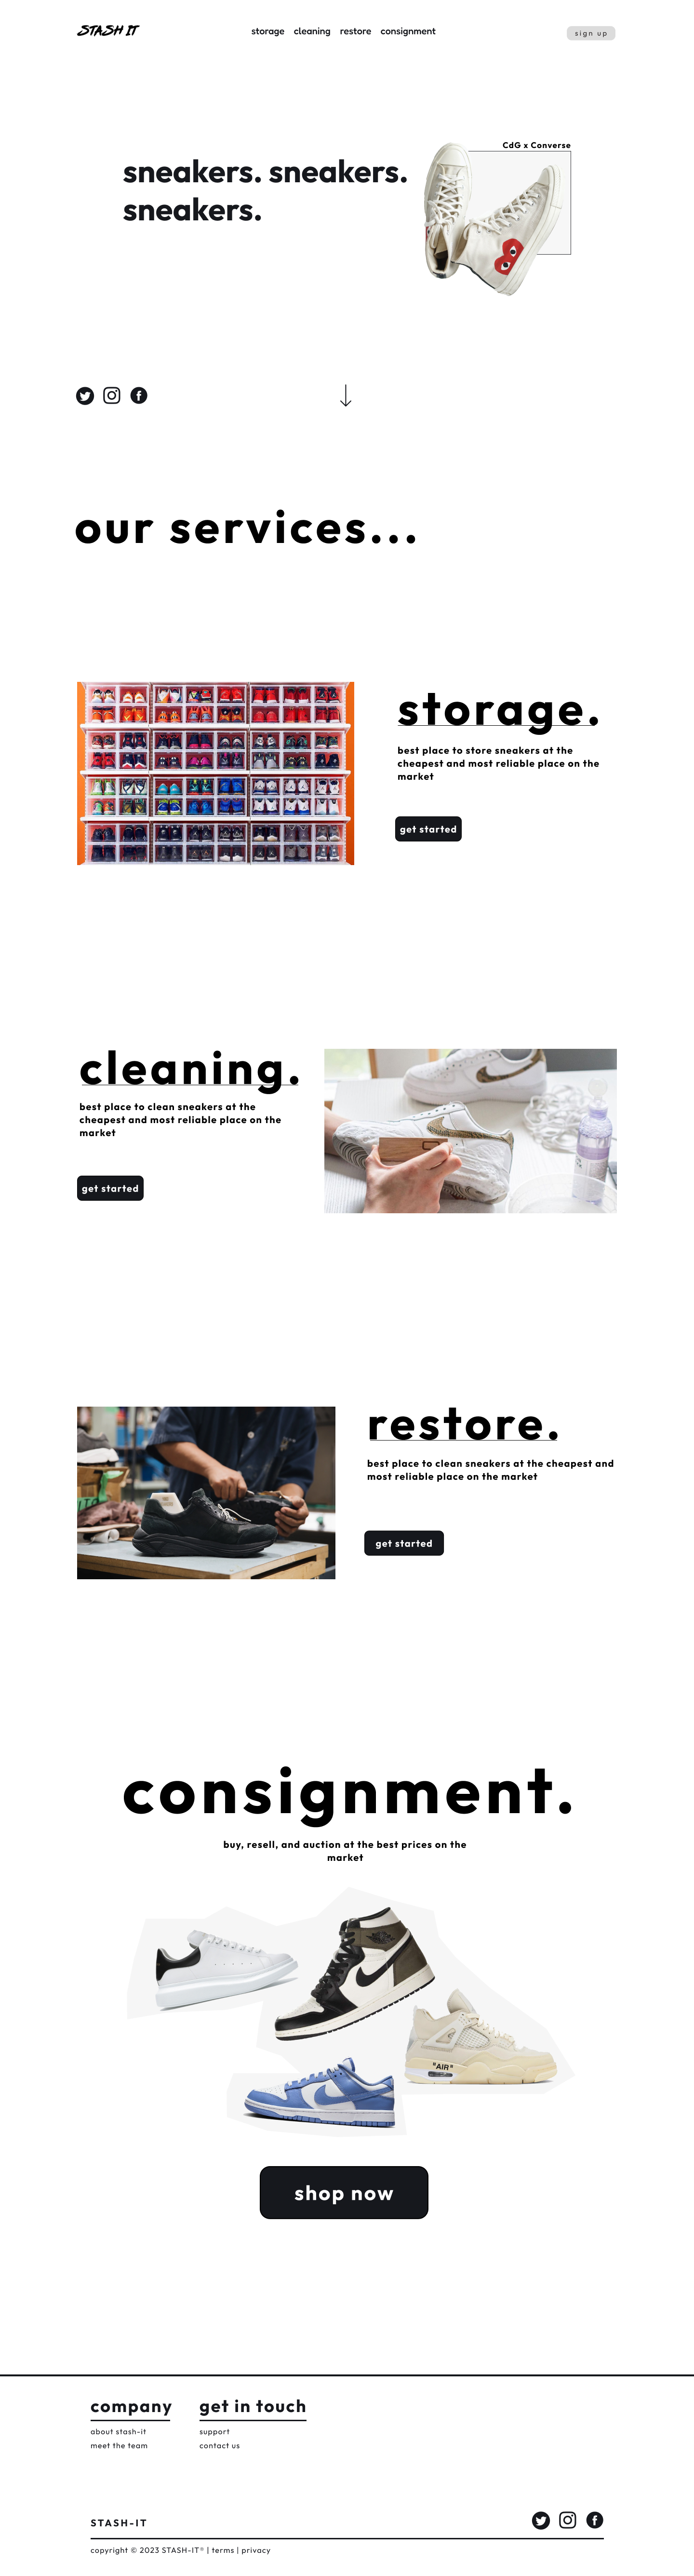 STASH IT
storage cleaning restore consignment
sign up
CdG x Converse
sneakers. sneakers.
sneakers.
our services...
storage.
best place to store sneakers at the
cheapest and most reliable place on the
market
get started
cleaning.
best place to clean sneakers at the
cheapest and most reliable place on the
market
get started
restore.
best place to clean sneakers at the cheapest and
most reliable place on the market
get started
consignment.
buy, resell, and auction at the best prices on the
market
"AIR"
shop now
company
about stash-it
meet the team
get in touch
support
contact us
STASH-IT
copyright © 2023 STASH-IT® | terms | privacy